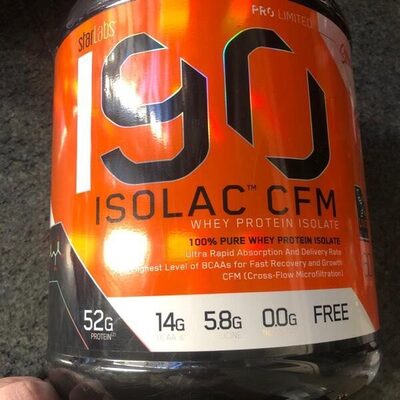 starLabs
PRO LIMITED
I90
ISOLAC™ CFM
WHEY PROTEIN ISOLATE
100% PURE WHEY PROTEIN ISOLATE
Ultra Rapid Absorption And Delivery Rate
Highest Level of BCAAs for Fast Recovery and Growth
CFM (Cross-Flow Microfiltration)
52G 14G 5.8G 0.0G FREE
PROTEIN